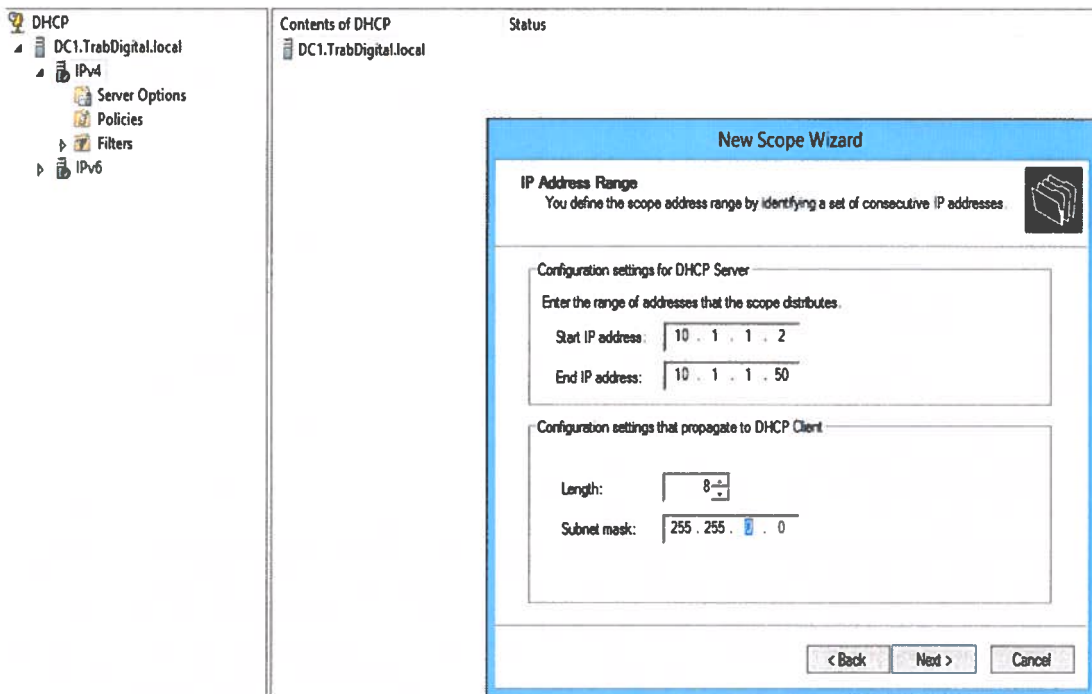 DHCP
DC1.TrabDigital.local
IPv4
Server Options
Policies
Filters
IPv6
Contents of DHCP Status
DC1.TrabDigital.local
New Scope Wizard
IP Address Range
You define the scope address range by identifying a set of consecutive IP addresses.
Configuration settings for DHCP Server
Enter the range of addresses that the scope distributes.
Start IP address: 10 . 1 . 1 . 2
End IP address: 10 . 1 . 1 . 50
Configuration settings that propagate to DHCP Client
Length: 8
Subnet mask: 255 . 255 . . 0
< Back Next > Cancel